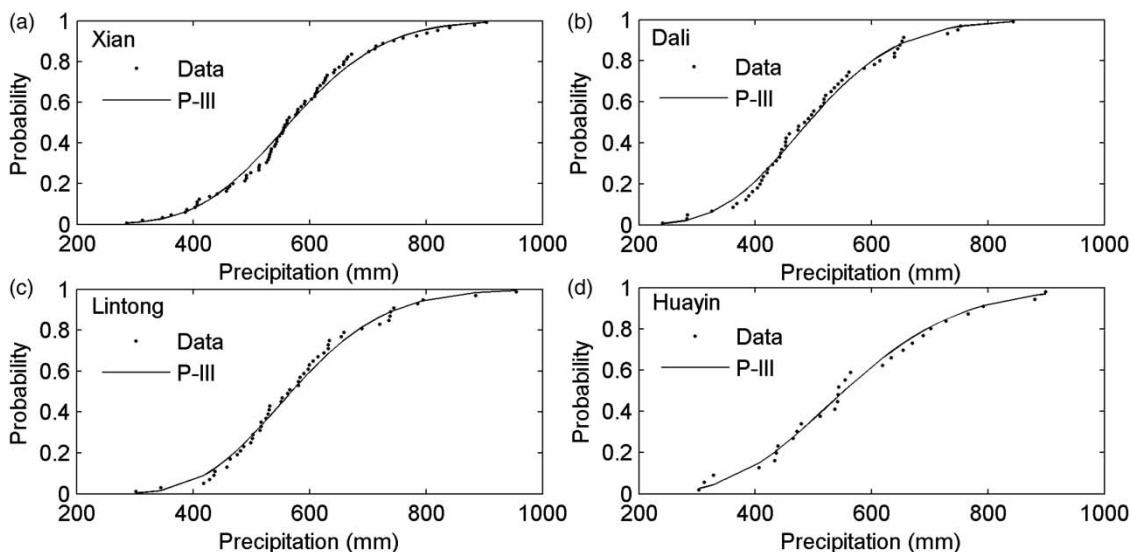 (a)
Xian
Data
P-III
Probability
1
0.8
0.6
0.4
0.2
0
200 400 600 800 1000
Precipitation (mm)
(b)
Dali
Data
P-III
Probability
1
0.8
0.6
0.4
0.2
0
200 400 600 800 1000
Precipitation (mm)
(c)
Lintong
Data
P-III
Probability
1
0.8
0.6
0.4
0.2
0
200 400 600 800 1000
Precipitation (mm)
(d)
Huayin
Data
P-III
Probability
1
0.8
0.6
0.4
0.2
0
200 400 600 800 1000
Precipitation (mm)